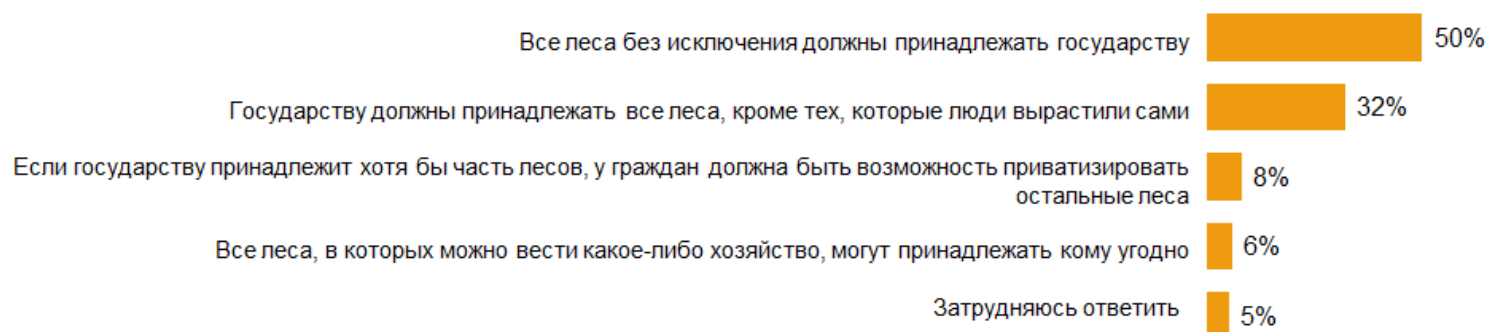 Все леса без исключения должны принадлежать государству 50%
Государству должны принадлежать все леса, кроме тех, которые люди вырастили сами 32%
Если государству принадлежит хотя бы часть лесов, у граждан должна быть возможность приватизировать
остальные леса 8%
Все леса, в которых можно вести какое-либо хозяйство, могут принадлежать кому угодно 6%
Затрудняюсь ответить 5%